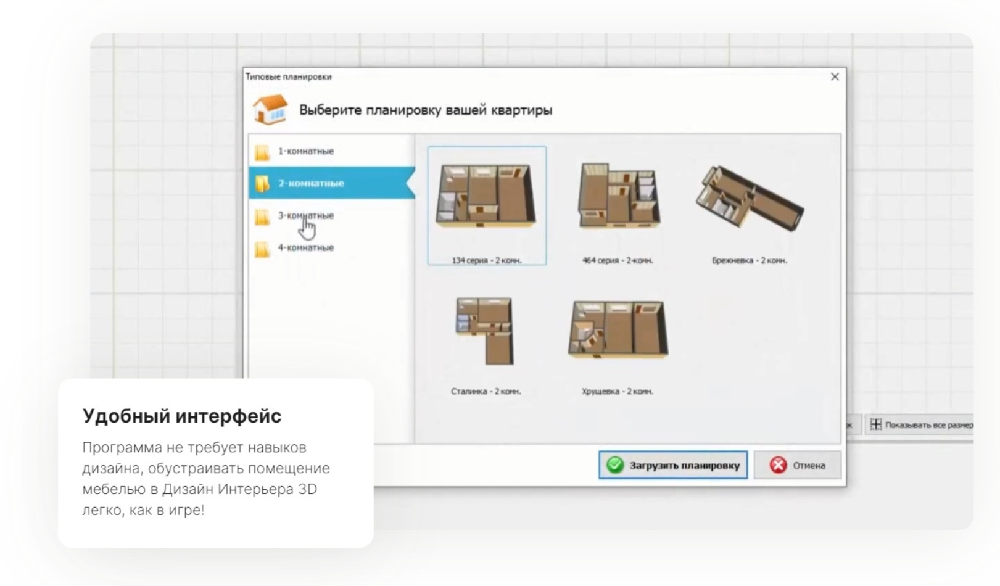 Типовые планировки
Выберите планировку вашей квартиры
1-комнатные
2-комнатные
3-комнатные
4-комнатные
134 серия - 2 комн.
464 серия - 2-комн.
Брежневка - 2 комн.
Сталинка - 2 комн.
Хрущевка - 2 комн.
ж
Показывать все размер
Загрузить планировку
Отмена
Удобный интерфейс
Программа не требует навыков
дизайна, обустраивать помещение
мебелью в Дизайн Интерьера 3D
легко, как в игре!